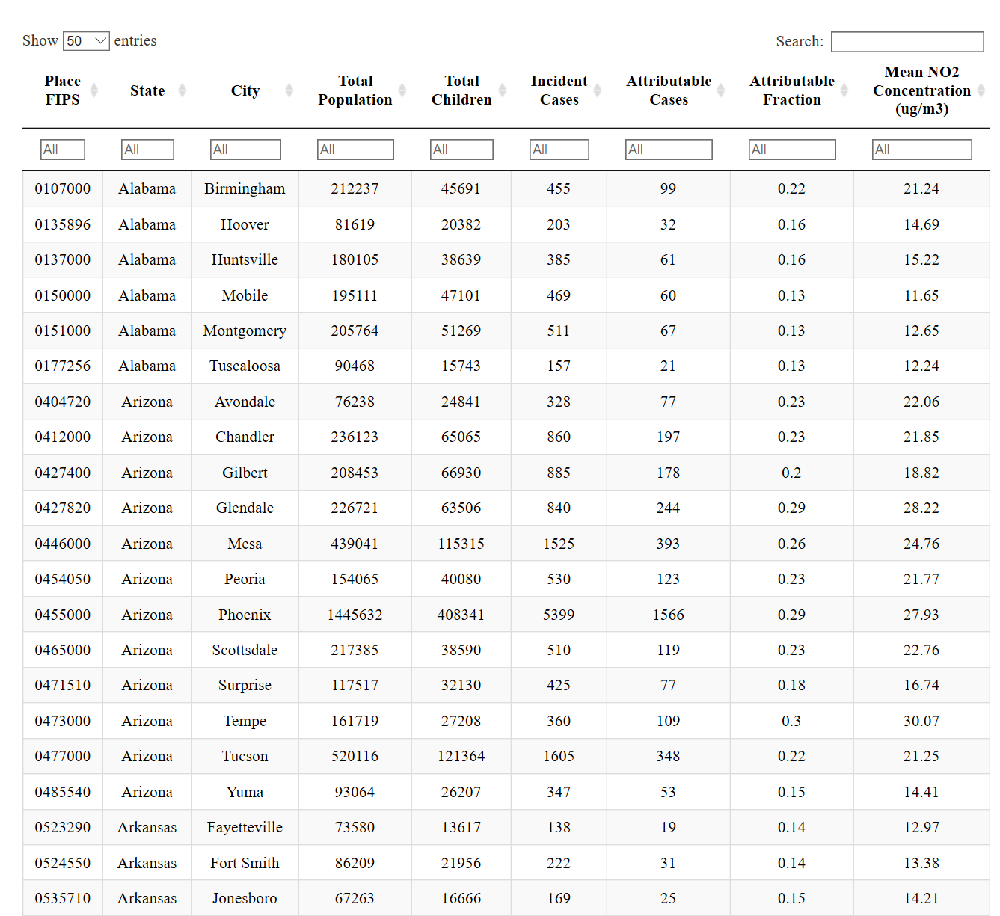 Show 50 entries Search:
Place FIPS State City Total Population Total Children Incident Cases Attributable Cases Attributable Fraction Mean NO2 Concentration (ug/m3)
All All All All All All All All All
0107000 Alabama Birmingham 212237 45691 455 99 0.22 21.24
0135896 Alabama Hoover 81619 20382 203 32 0.16 14.69
0137000 Alabama Huntsville 180105 38639 385 61 0.16 15.22
0150000 Alabama Mobile 195111 47101 469 60 0.13 11.65
0151000 Alabama Montgomery 205764 51269 511 67 0.13 12.65
0177256 Alabama Tuscaloosa 90468 15743 157 21 0.13 12.24
0404720 Arizona Avondale 76238 24841 328 77 0.23 22.06
0412000 Arizona Chandler 236123 65065 860 197 0.23 21.85
0427400 Arizona Gilbert 208453 66930 885 178 0.2 18.82
0427820 Arizona Glendale 226721 63506 840 244 0.29 28.22
0446000 Arizona Mesa 439041 115315 1525 393 0.26 24.76
0454050 Arizona Peoria 154065 40080 530 123 0.23 21.77
0455000 Arizona Phoenix 1445632 408341 5399 1566 0.29 27.93
0465000 Arizona Scottsdale 217385 38590 510 119 0.23 22.76
0471510 Arizona Surprise 117517 32130 425 77 0.18 16.74
0473000 Arizona Tempe 161719 27208 360 109 0.3 30.07
0477000 Arizona Tucson 520116 121364 1605 348 0.22 21.25
0485540 Arizona Yuma 93064 26207 347 53 0.15 14.41
0523290 Arkansas Fayetteville 73580 13617 138 19 0.14 12.97
0524550 Arkansas Fort Smith 86209 21956 222 31 0.14 13.38
0535710 Arkansas Jonesboro 67263 16666 169 25 0.15 14.21